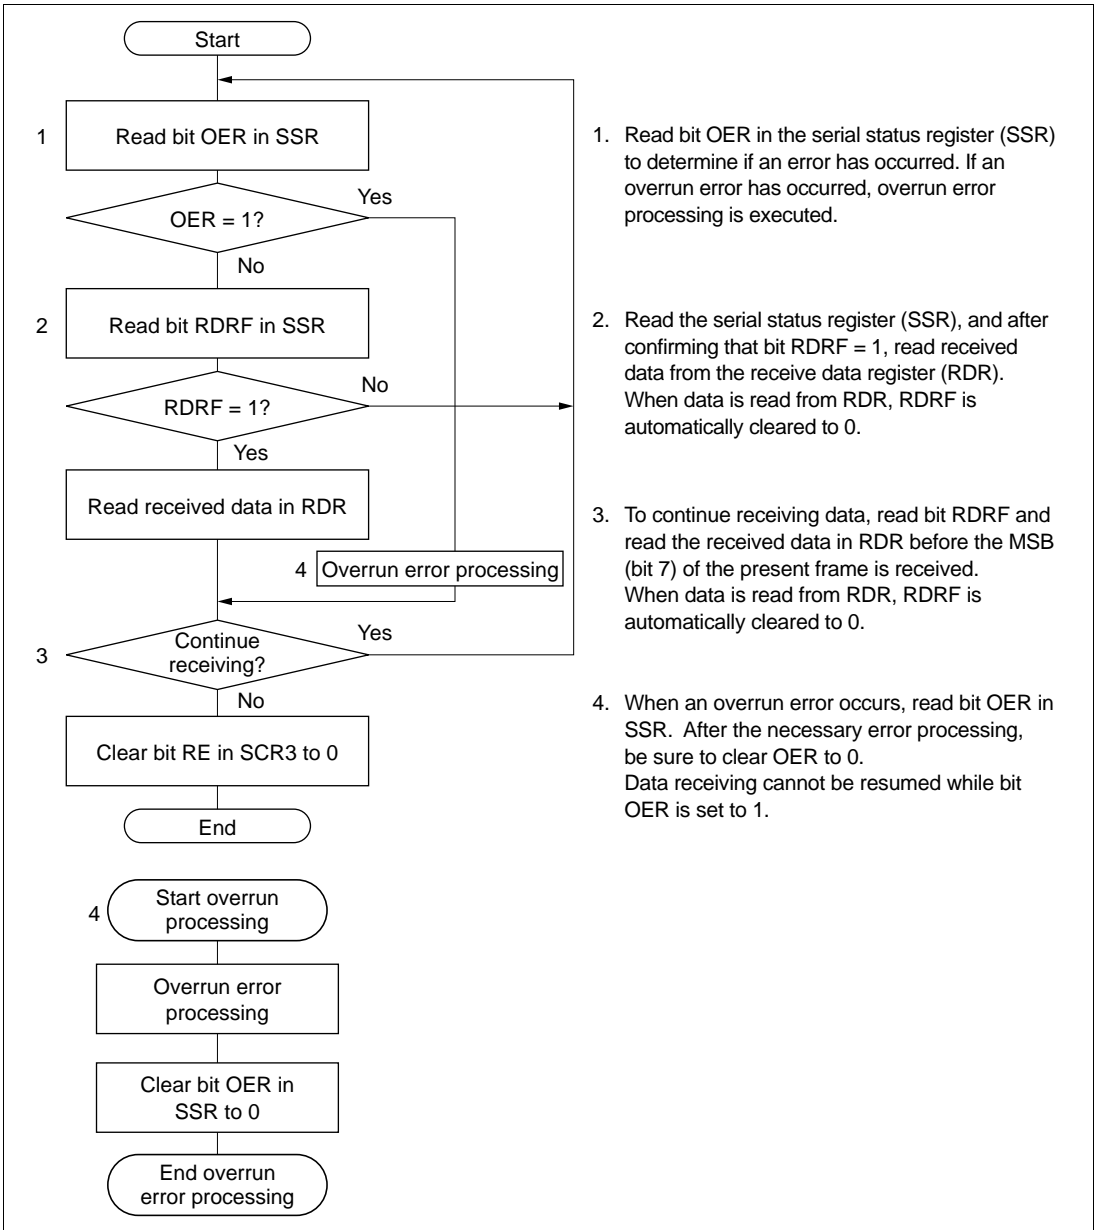 Start
1
Read bit OER in SSR
OER = 1?
Yes
No
2
Read bit RDRF in SSR
RDRF = 1?
No
Yes
Read received data in RDR
4
Overrun error processing
3
Continue
receiving?
Yes
No
Clear bit RE in SCR3 to 0
End
4
Start overrun
processing
Overrun error
processing
Clear bit OER in
SSR to 0
End overrun
error processing
1. Read bit OER in the serial status register (SSR)
to determine if an error has occurred. If an
overrun error has occurred, overrun error
processing is executed.
2. Read the serial status register (SSR), and after
confirming that bit RDRF = 1, read received
data from the receive data register (RDR).
When data is read from RDR, RDRF is
automatically cleared to 0.
3. To continue receiving data, read bit RDRF and
read the received data in RDR before the MSB
(bit 7) of the present frame is received.
When data is read from RDR, RDRF is
automatically cleared to 0.
4. When an overrun error occurs, read bit OER in
SSR.  After the necessary error processing,
be sure to clear OER to 0.
Data receiving cannot be resumed while bit
OER is set to 1.